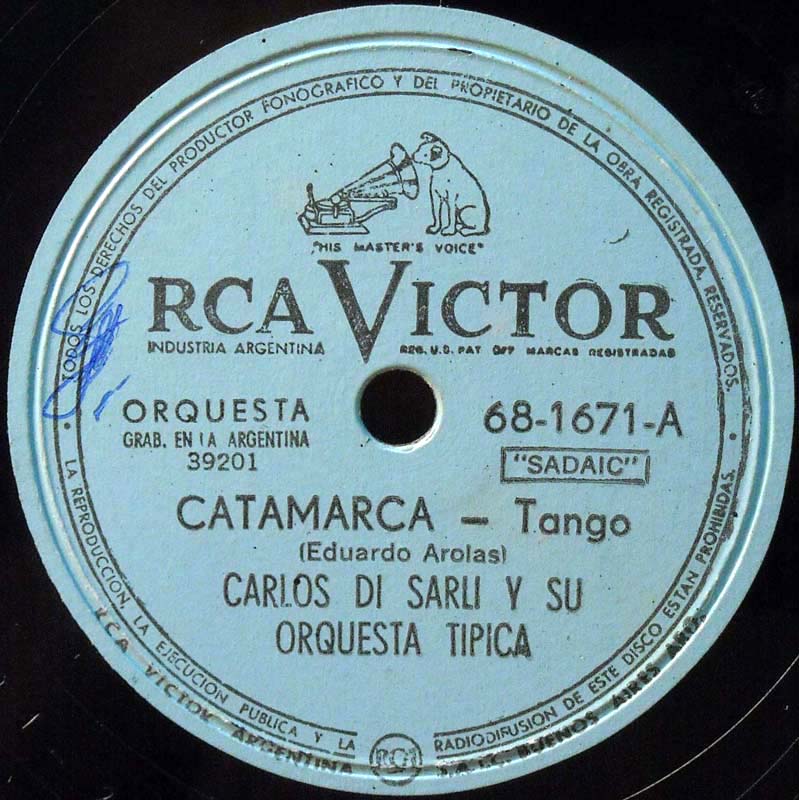 TODOS LOS DERECHOS DEL PRODUCTOR FONOGRAFICO Y DEL PROPIETARIO DE LA OBRA REGISTRADA, RESERVADOS.
"HIS MASTER'S VOICE"
RCA VICTOR
INDUSTRIA ARGENTINA
REG. U.S. PAT OFF MARCAS REGISTRADAS
ORQUESTA
GRAB. EN LA ARGENTINA
39201
68-1671-A
"SADAIC"
CATAMARCA – Tango
(Eduardo Arolas)
CARLOS DI SARLI Y SU
ORQUESTA TIPICA
· LA REPRODUCCION, LA EJECUCION PUBLICA Y LA RADIODIFUSION DE ESTE DISCO ESTAN PROHIBIDAS. ·
RCA VICTOR ARGENTINA
RCA
S.A.I.C. BUENOS AIRES